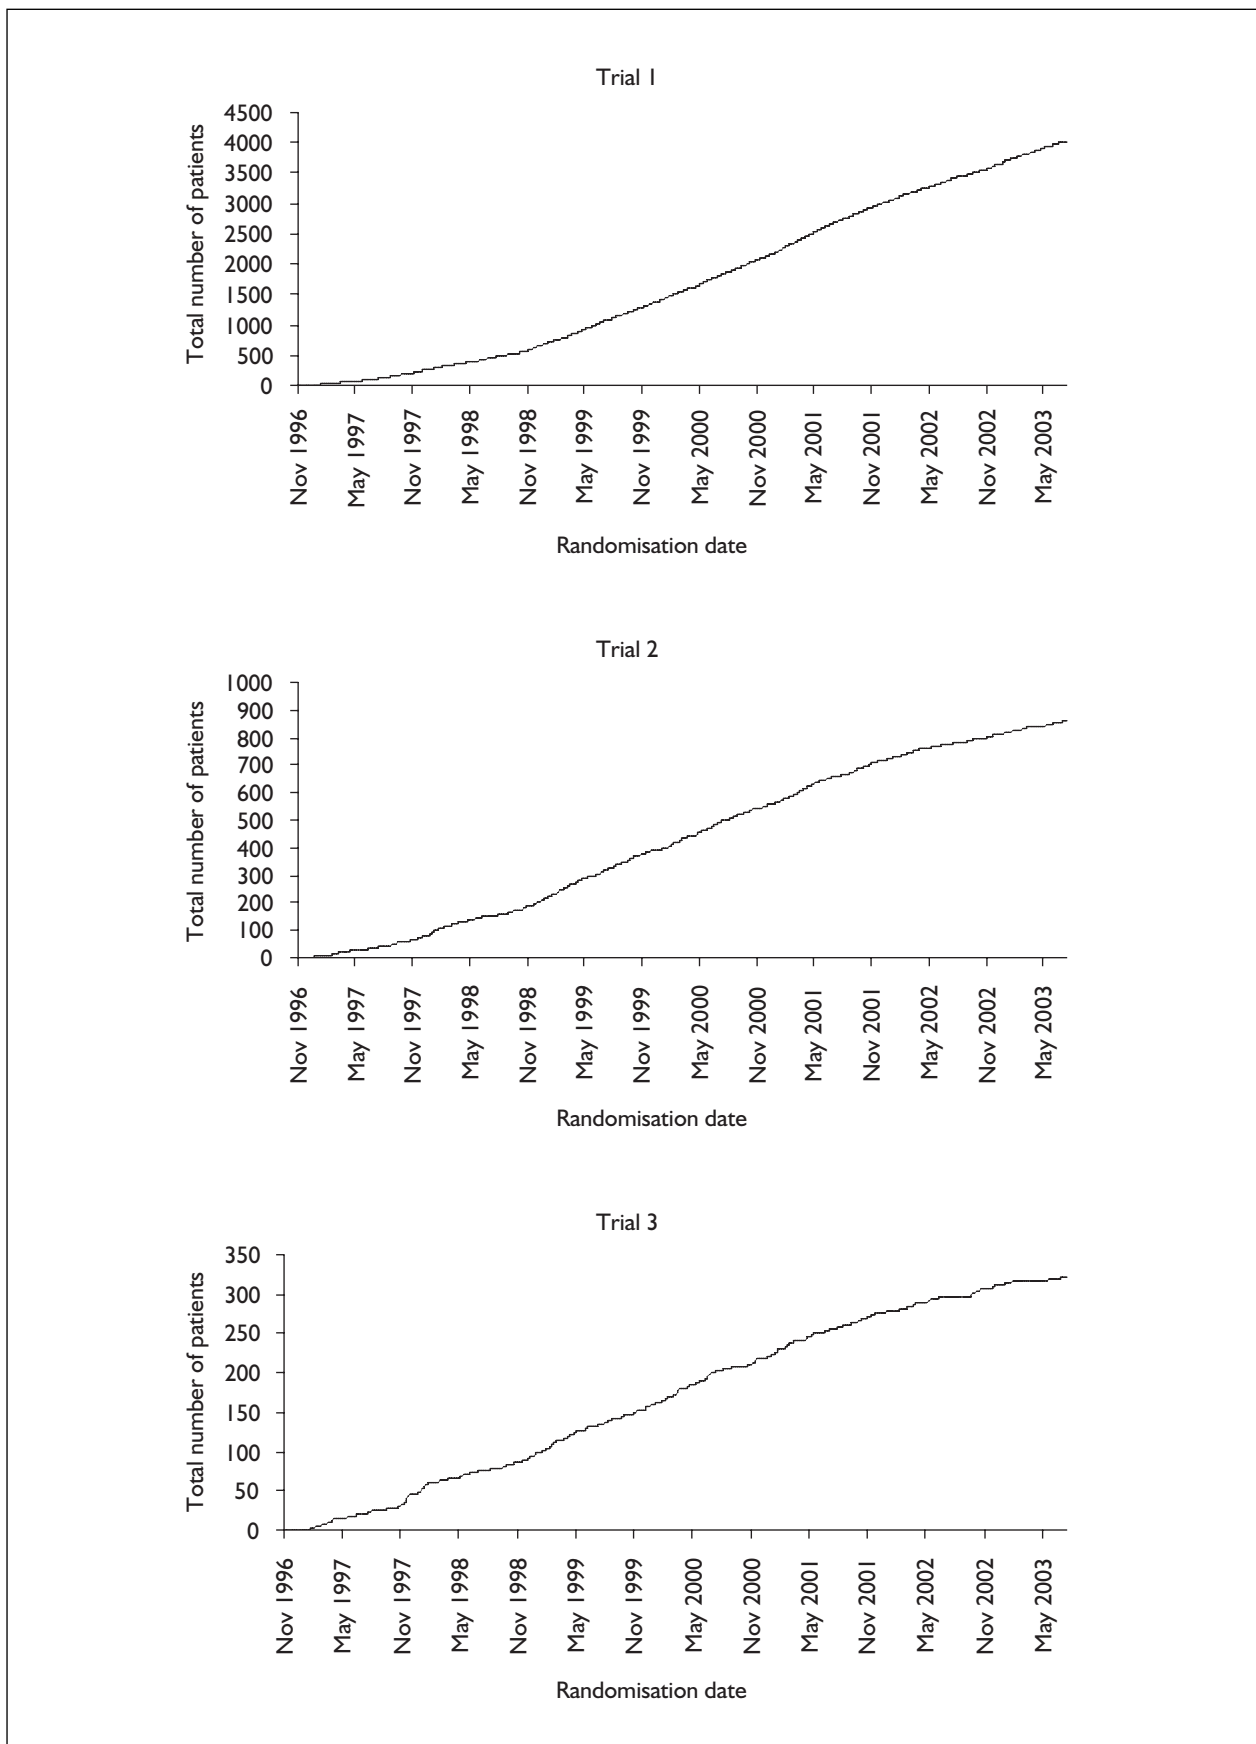 Trial 1
Total number of patients
4500
4000
3500
3000
2500
2000
1500
1000
500
0
Nov 1996
May 1997
Nov 1997
May 1998
Nov 1998
May 1999
Nov 1999
May 2000
Nov 2000
May 2001
Nov 2001
May 2002
Nov 2002
May 2003
Randomisation date
Trial 2
Total number of patients
1000
900
800
700
600
500
400
300
200
100
0
Nov 1996
May 1997
Nov 1997
May 1998
Nov 1998
May 1999
Nov 1999
May 2000
Nov 2000
May 2001
Nov 2001
May 2002
Nov 2002
May 2003
Randomisation date
Trial 3
Total number of patients
350
300
250
200
150
100
50
0
Nov 1996
May 1997
Nov 1997
May 1998
Nov 1998
May 1999
Nov 1999
May 2000
Nov 2000
May 2001
Nov 2001
May 2002
Nov 2002
May 2003
Randomisation date